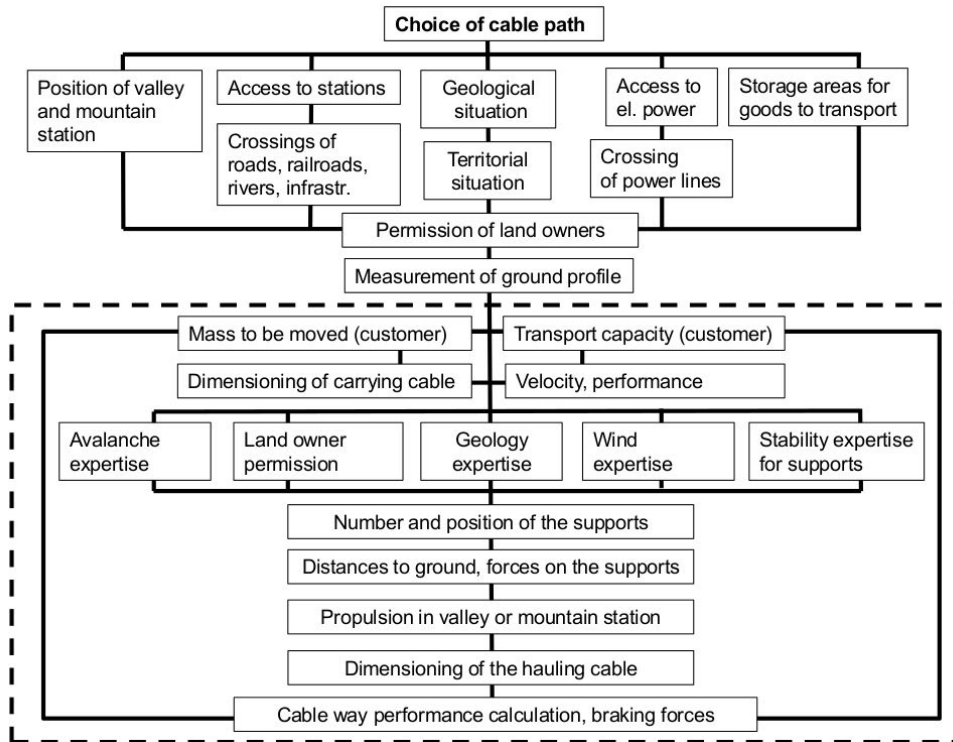 Choice of cable path
Position of valley
and mountain
station
Access to stations
Geological
situation
Access to
el. power
Storage areas for
goods to transport
Crossings of
roads, railroads,
rivers, infrastr.
Territorial
situation
Crossing
of power lines
Permission of land owners
Measurement of ground profile
Mass to be moved (customer)
Transport capacity (customer)
Dimensioning of carrying cable
Velocity, performance
Avalanche
expertise
Land owner
permission
Geology
expertise
Wind
expertise
Stability expertise
for supports
Number and position of the supports
Distances to ground, forces on the supports
Propulsion in valley or mountain station
Dimensioning of the hauling cable
Cable way performance calculation, braking forces